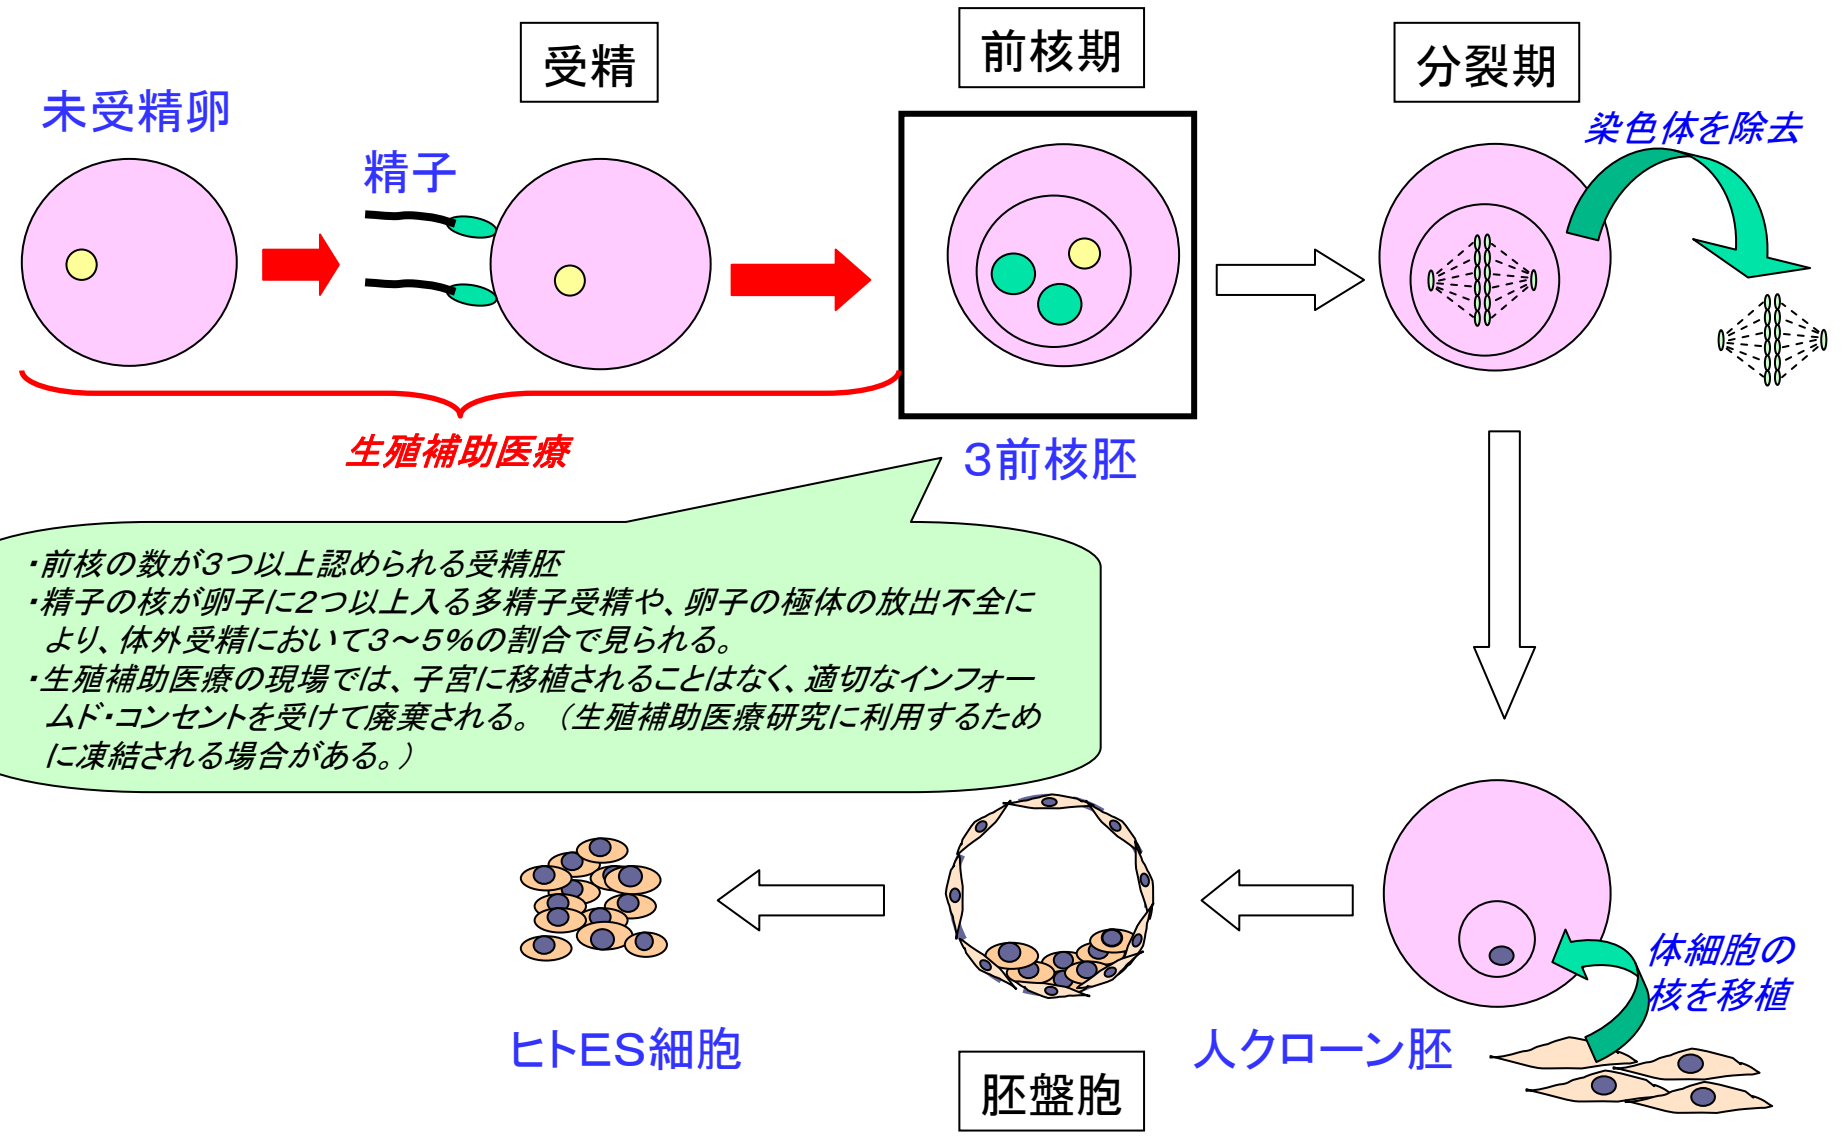 受精
前核期
分裂期
未受精卵
精子
染色体を除去
生殖補助医療
３前核胚
・前核の数が３つ以上認められる受精胚
・精子の核が卵子に２つ以上入る多精子受精や、卵子の極体の放出不全に
より、体外受精において３～５％の割合で見られる。
・生殖補助医療の現場では、子宮に移植されることはなく、適切なインフォー
ムド・コンセントを受けて廃棄される。（生殖補助医療研究に利用するため
に凍結される場合がある。）
体細胞の
核を移植
ヒトＥＳ細胞
人クローン胚
胚盤胞